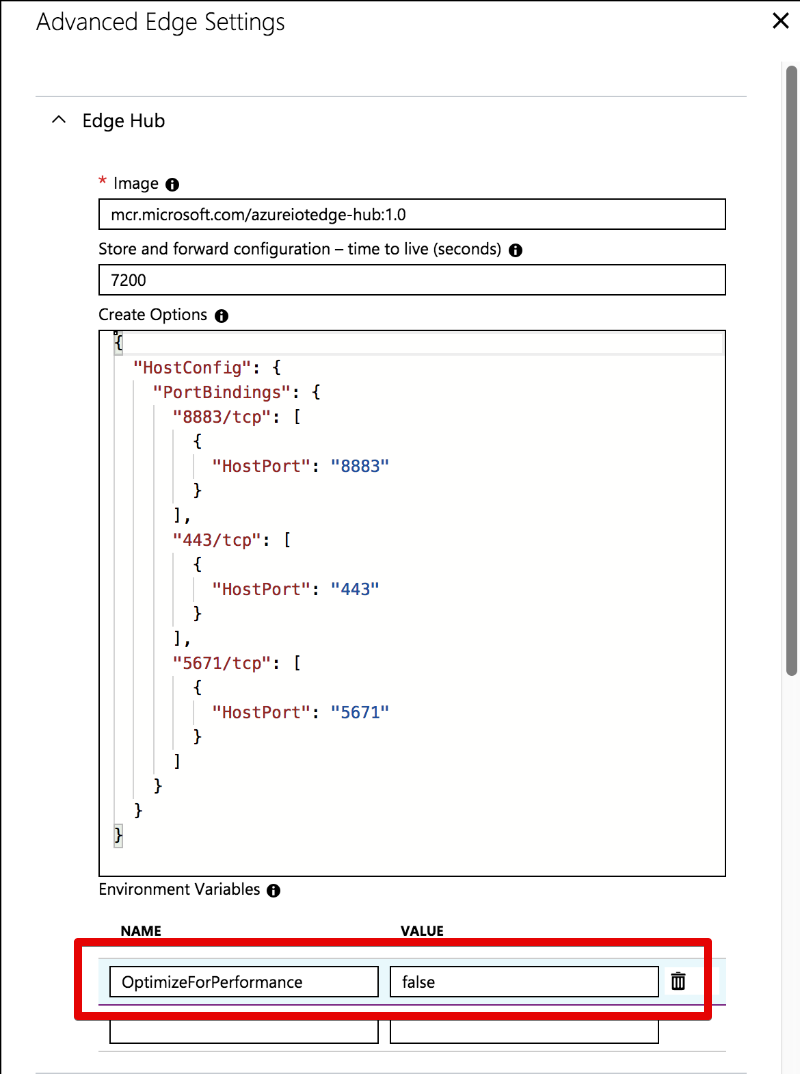 Advanced Edge Settings
Edge Hub
* Image
mcr.microsoft.com/azureiotedge-hub:1.0
Store and forward configuration – time to live (seconds)
7200
Create Options
{
"HostConfig": {
"PortBindings": {
"8883/tcp": [
{
"HostPort": "8883"
}
],
"443/tcp": [
{
"HostPort": "443"
}
],
"5671/tcp": [
{
"HostPort": "5671"
}
]
}
}
}
Environment Variables
NAME VALUE
OptimizeForPerformance false